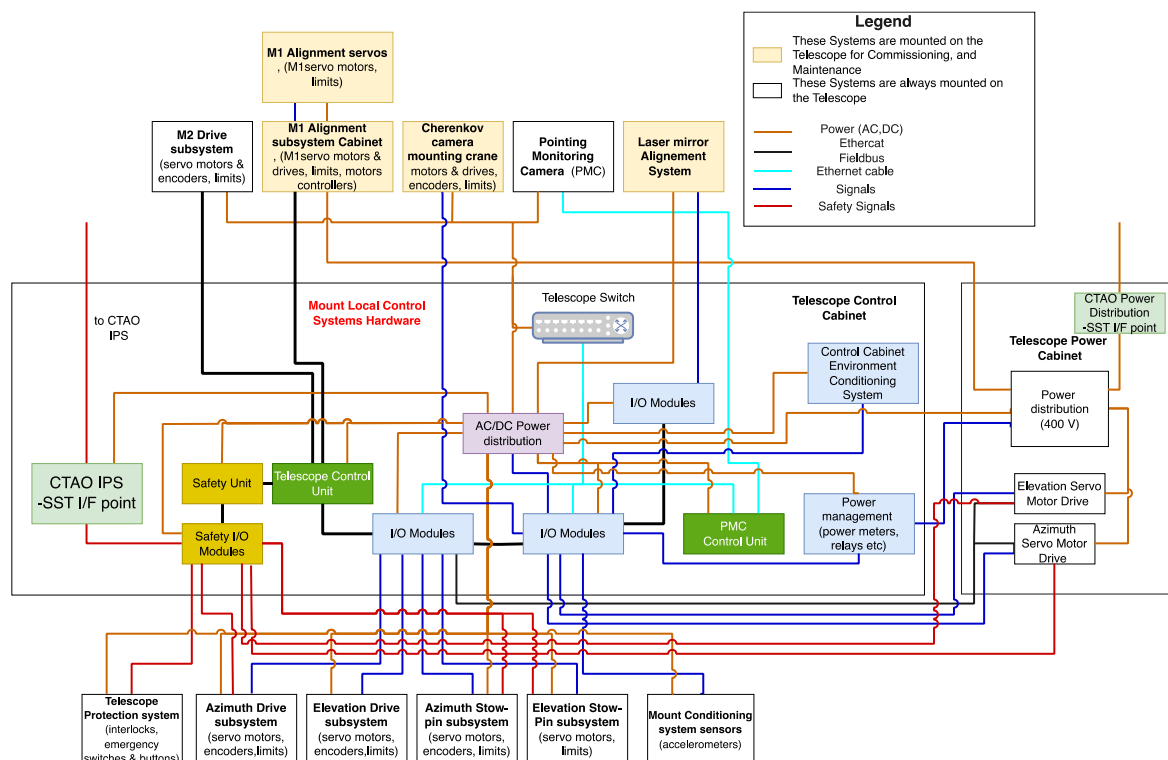 Legend
These Systems are mounted on the
Telescope for Commissioning, and
Maintenance
These Systems are always mounted on
the Telescope
Power (AC,DC)
Ethercat
Fieldbus
Ethernet cable
Signals
Safety Signals
M1 Alignment servos
, (M1servo motors,
limits)
M2 Drive
subsystem
(servo motors &
encoders, limits)
M1 Alignment
subsystem Cabinet
, (M1servo motors &
drives, limits, motors
controllers)
Cherenkov
camera
mounting crane
motors & drives,
encoders, limits)
Pointing
Monitoring
Camera (PMC)
Laser mirror
Alignement
System
to CTAO
IPS
Mount Local Control
Systems Hardware
Telescope Switch
Telescope Control
Cabinet
CTAO Power
Distribution
-SST I/F point
Telescope Power
Cabinet
Control Cabinet
Environment
Conditioning
System
Power
distribution
(400 V)
I/O Modules
AC/DC Power
distribution
CTAO IPS
-SST I/F point
Safety Unit
Telescope Control
Unit
Safety I/O
Modules
I/O Modules
I/O Modules
PMC
Control Unit
Power
management
(power meters,
relays etc)
Elevation Servo
Motor Drive
Azimuth
Servo Motor
Drive
Telescope
Protection system
(interlocks,
emergency
switches & buttons)
Azimuth Drive
subsystem
(servo motors,
encoders,limits)
Elevation Drive
subsystem
(servo motors,
encoders,limits)
Azimuth Stow-
pin subsystem
(servo motors,
encoders, limits)
Elevation Stow-
Pin subsystem
(servo motors,
limits)
Mount Conditioning
system sensors
(accelerometers)